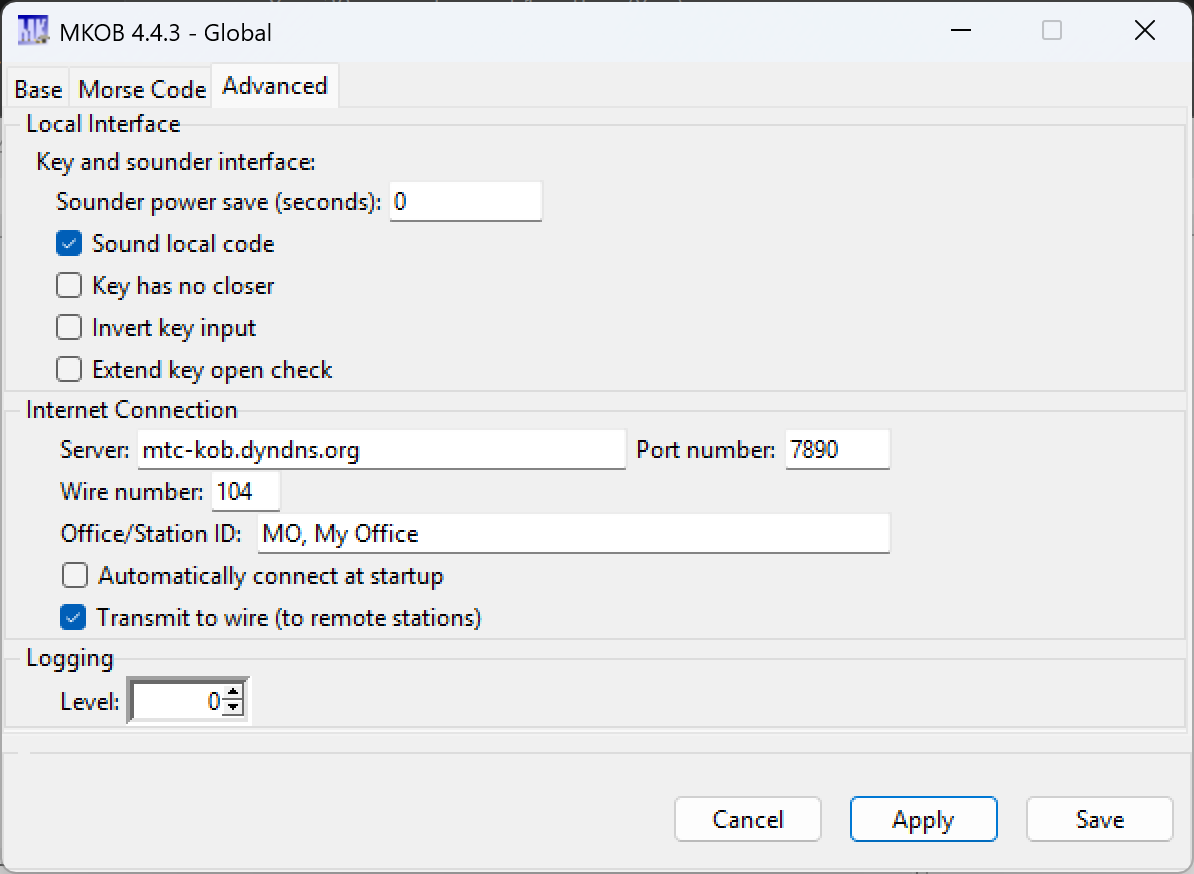 MKOB 4.4.3 - Global
Base Morse Code Advanced
Local Interface
Key and sounder interface:
Sounder power save (seconds): 0
Sound local code
Key has no closer
Invert key input
Extend key open check
Internet Connection
Server: mtc-kob.dyndns.org Port number: 7890
Wire number: 104
Office/Station ID: MO, My Office
Automatically connect at startup
Transmit to wire (to remote stations)
Logging
Level: 0
Cancel Apply Save